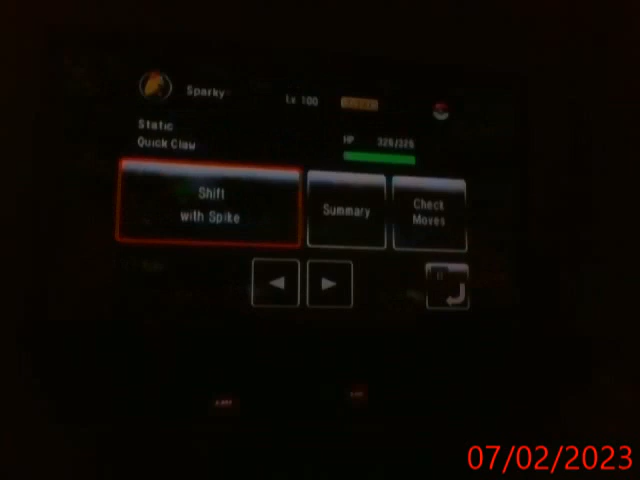 Sparky
Lv. 100
Static
Quick Claw
HP 325/325
Shift
with Spike
Summary
Check
Moves
07/02/2023